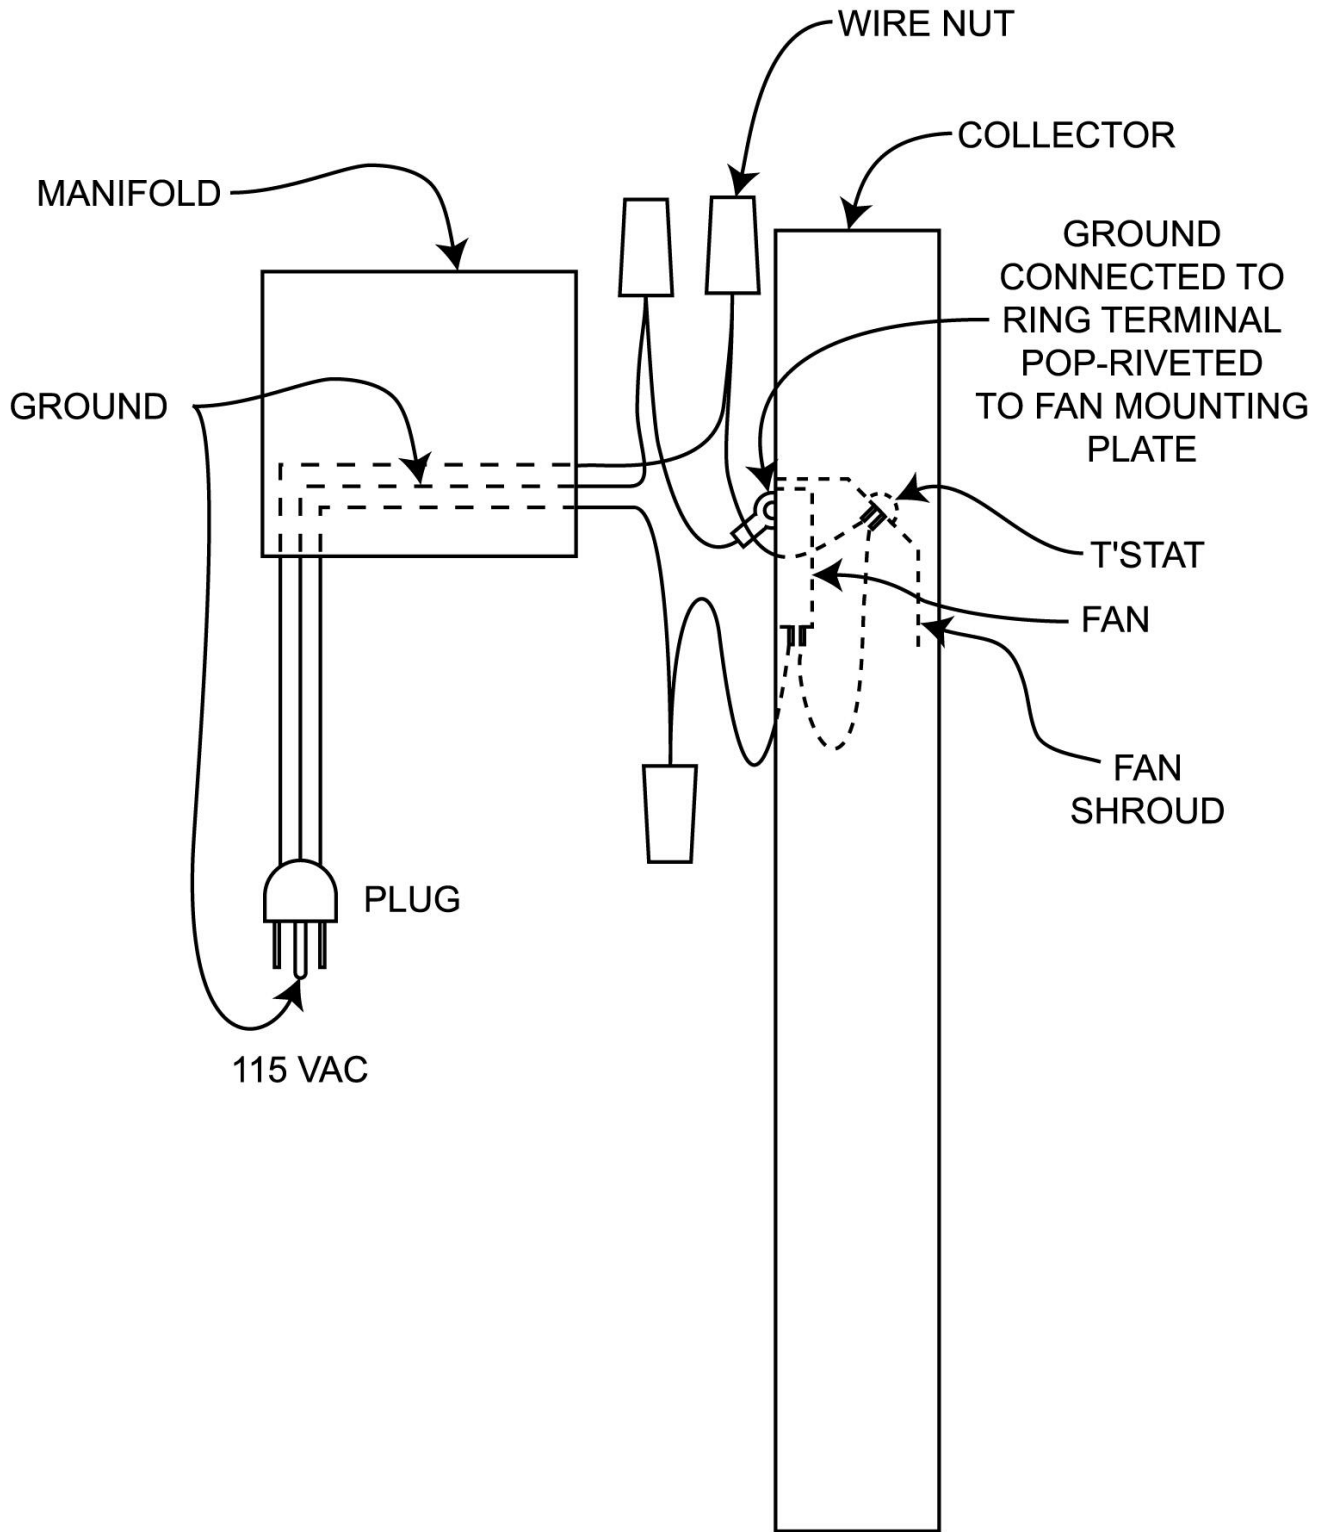 WIRE NUT
COLLECTOR
MANIFOLD
GROUND
CONNECTED TO
RING TERMINAL
POP-RIVETED
TO FAN MOUNTING
PLATE
GROUND
T'STAT
FAN
FAN
SHROUD
PLUG
115 VAC